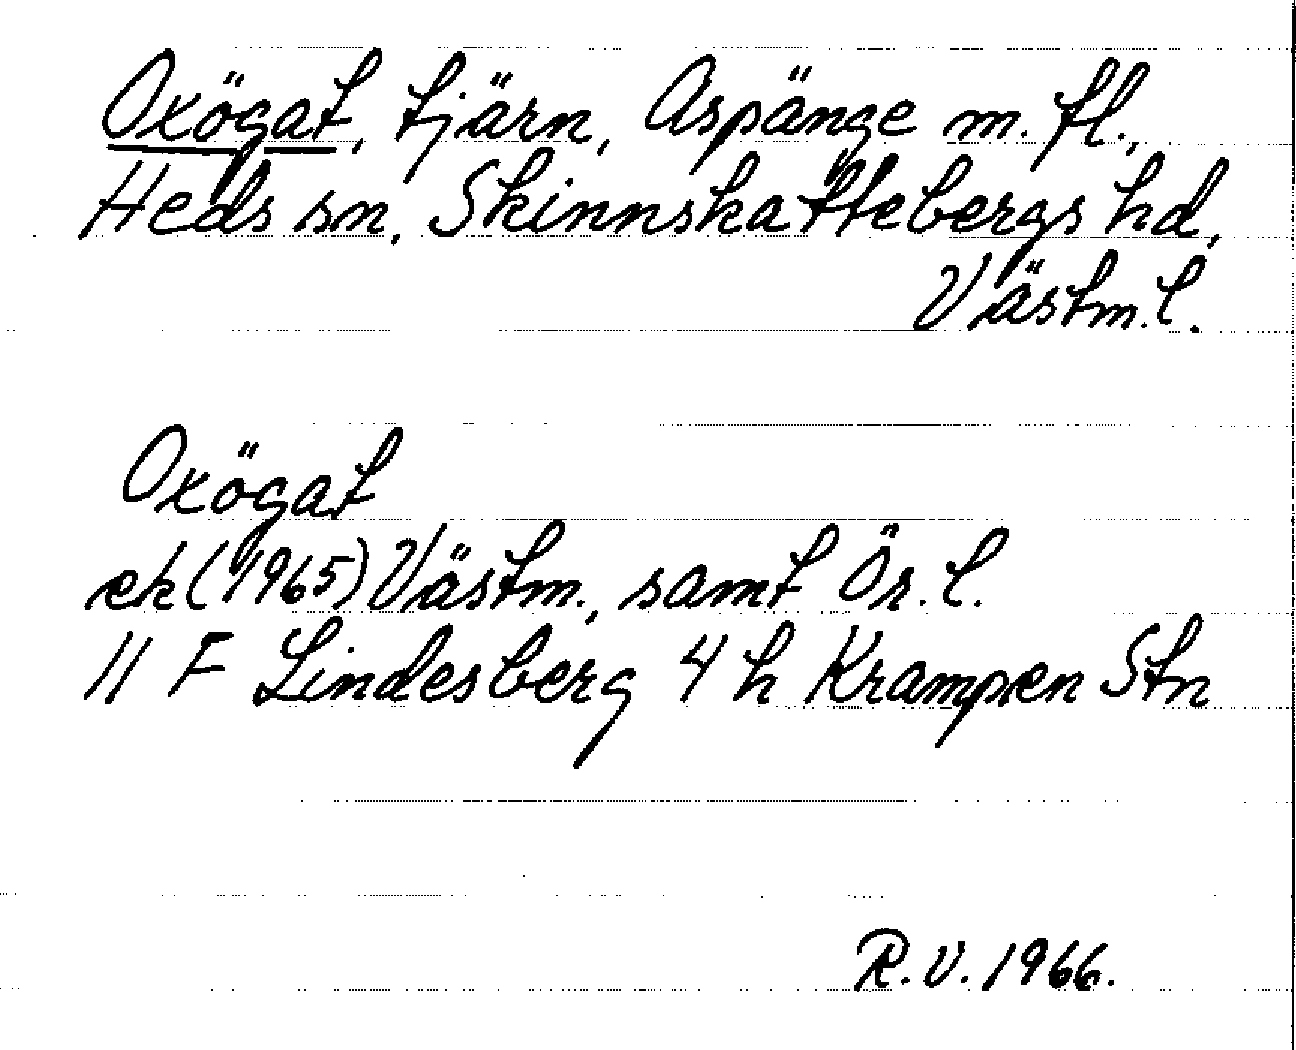 Oxögat, tjärn, Aspänge m. fl.,
Heds sn, Skinnskattebergs hd,
Västm. l.
Oxögat
ek (1965) Västm., samt Ör. l.
11 F Lindesberg 4 h Krampen Stn
R.V. 1966.